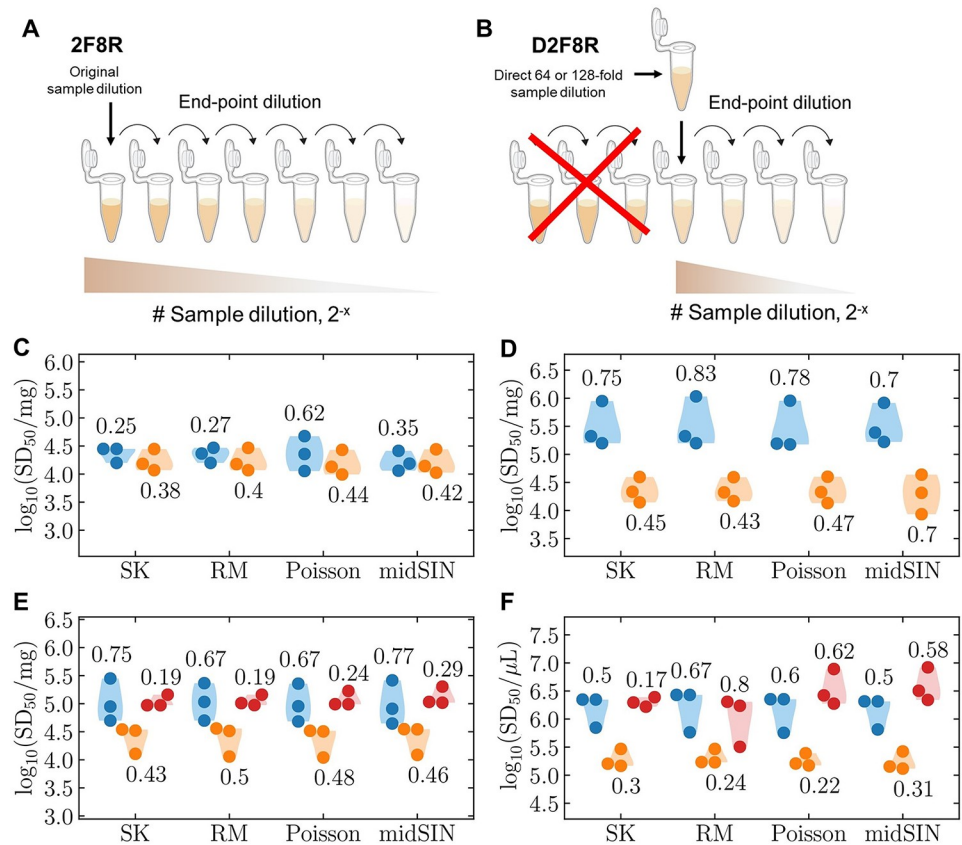 A
2F8R
Original
sample dilution
End-point dilution
# Sample dilution, 2-x
B
D2F8R
Direct 64 or 128-fold
sample dilution
End-point dilution
# Sample dilution, 2-x
C
log10(SD50/mg)
6.0
5.5
5.0
4.5
4.0
3.5
3.0
0.25
0.27
0.62
0.35
0.38
0.4
0.44
0.42
SK RM Poisson midSIN
D
log10(SD50/mg)
6.5
6.0
5.5
5.0
4.5
4.0
3.5
0.75
0.83
0.78
0.7
0.45
0.43
0.47
0.7
SK RM Poisson midSIN
E
log10(SD50/mg)
6.5
6.0
5.5
5.0
4.5
4.0
3.5
3.0
0.75
0.19
0.67
0.19
0.67
0.24
0.77
0.29
0.43
0.5
0.48
0.46
SK RM Poisson midSIN
F
log10(SD50/μL)
7.5
7.0
6.5
6.0
5.5
5.0
4.5
0.5
0.17
0.67
0.8
0.6
0.62
0.5
0.58
0.3
0.24
0.22
0.31
SK RM Poisson midSIN